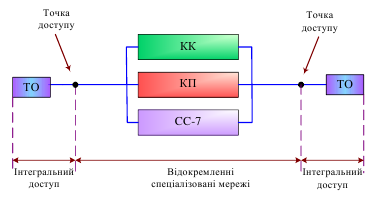 Точка
доступу
Точка
доступу
КК
КП
СС-7
ТО
ТО
Інтегральний
доступ
Відокремленні
спеціалізовані мережі
Інтегральний-
доступ